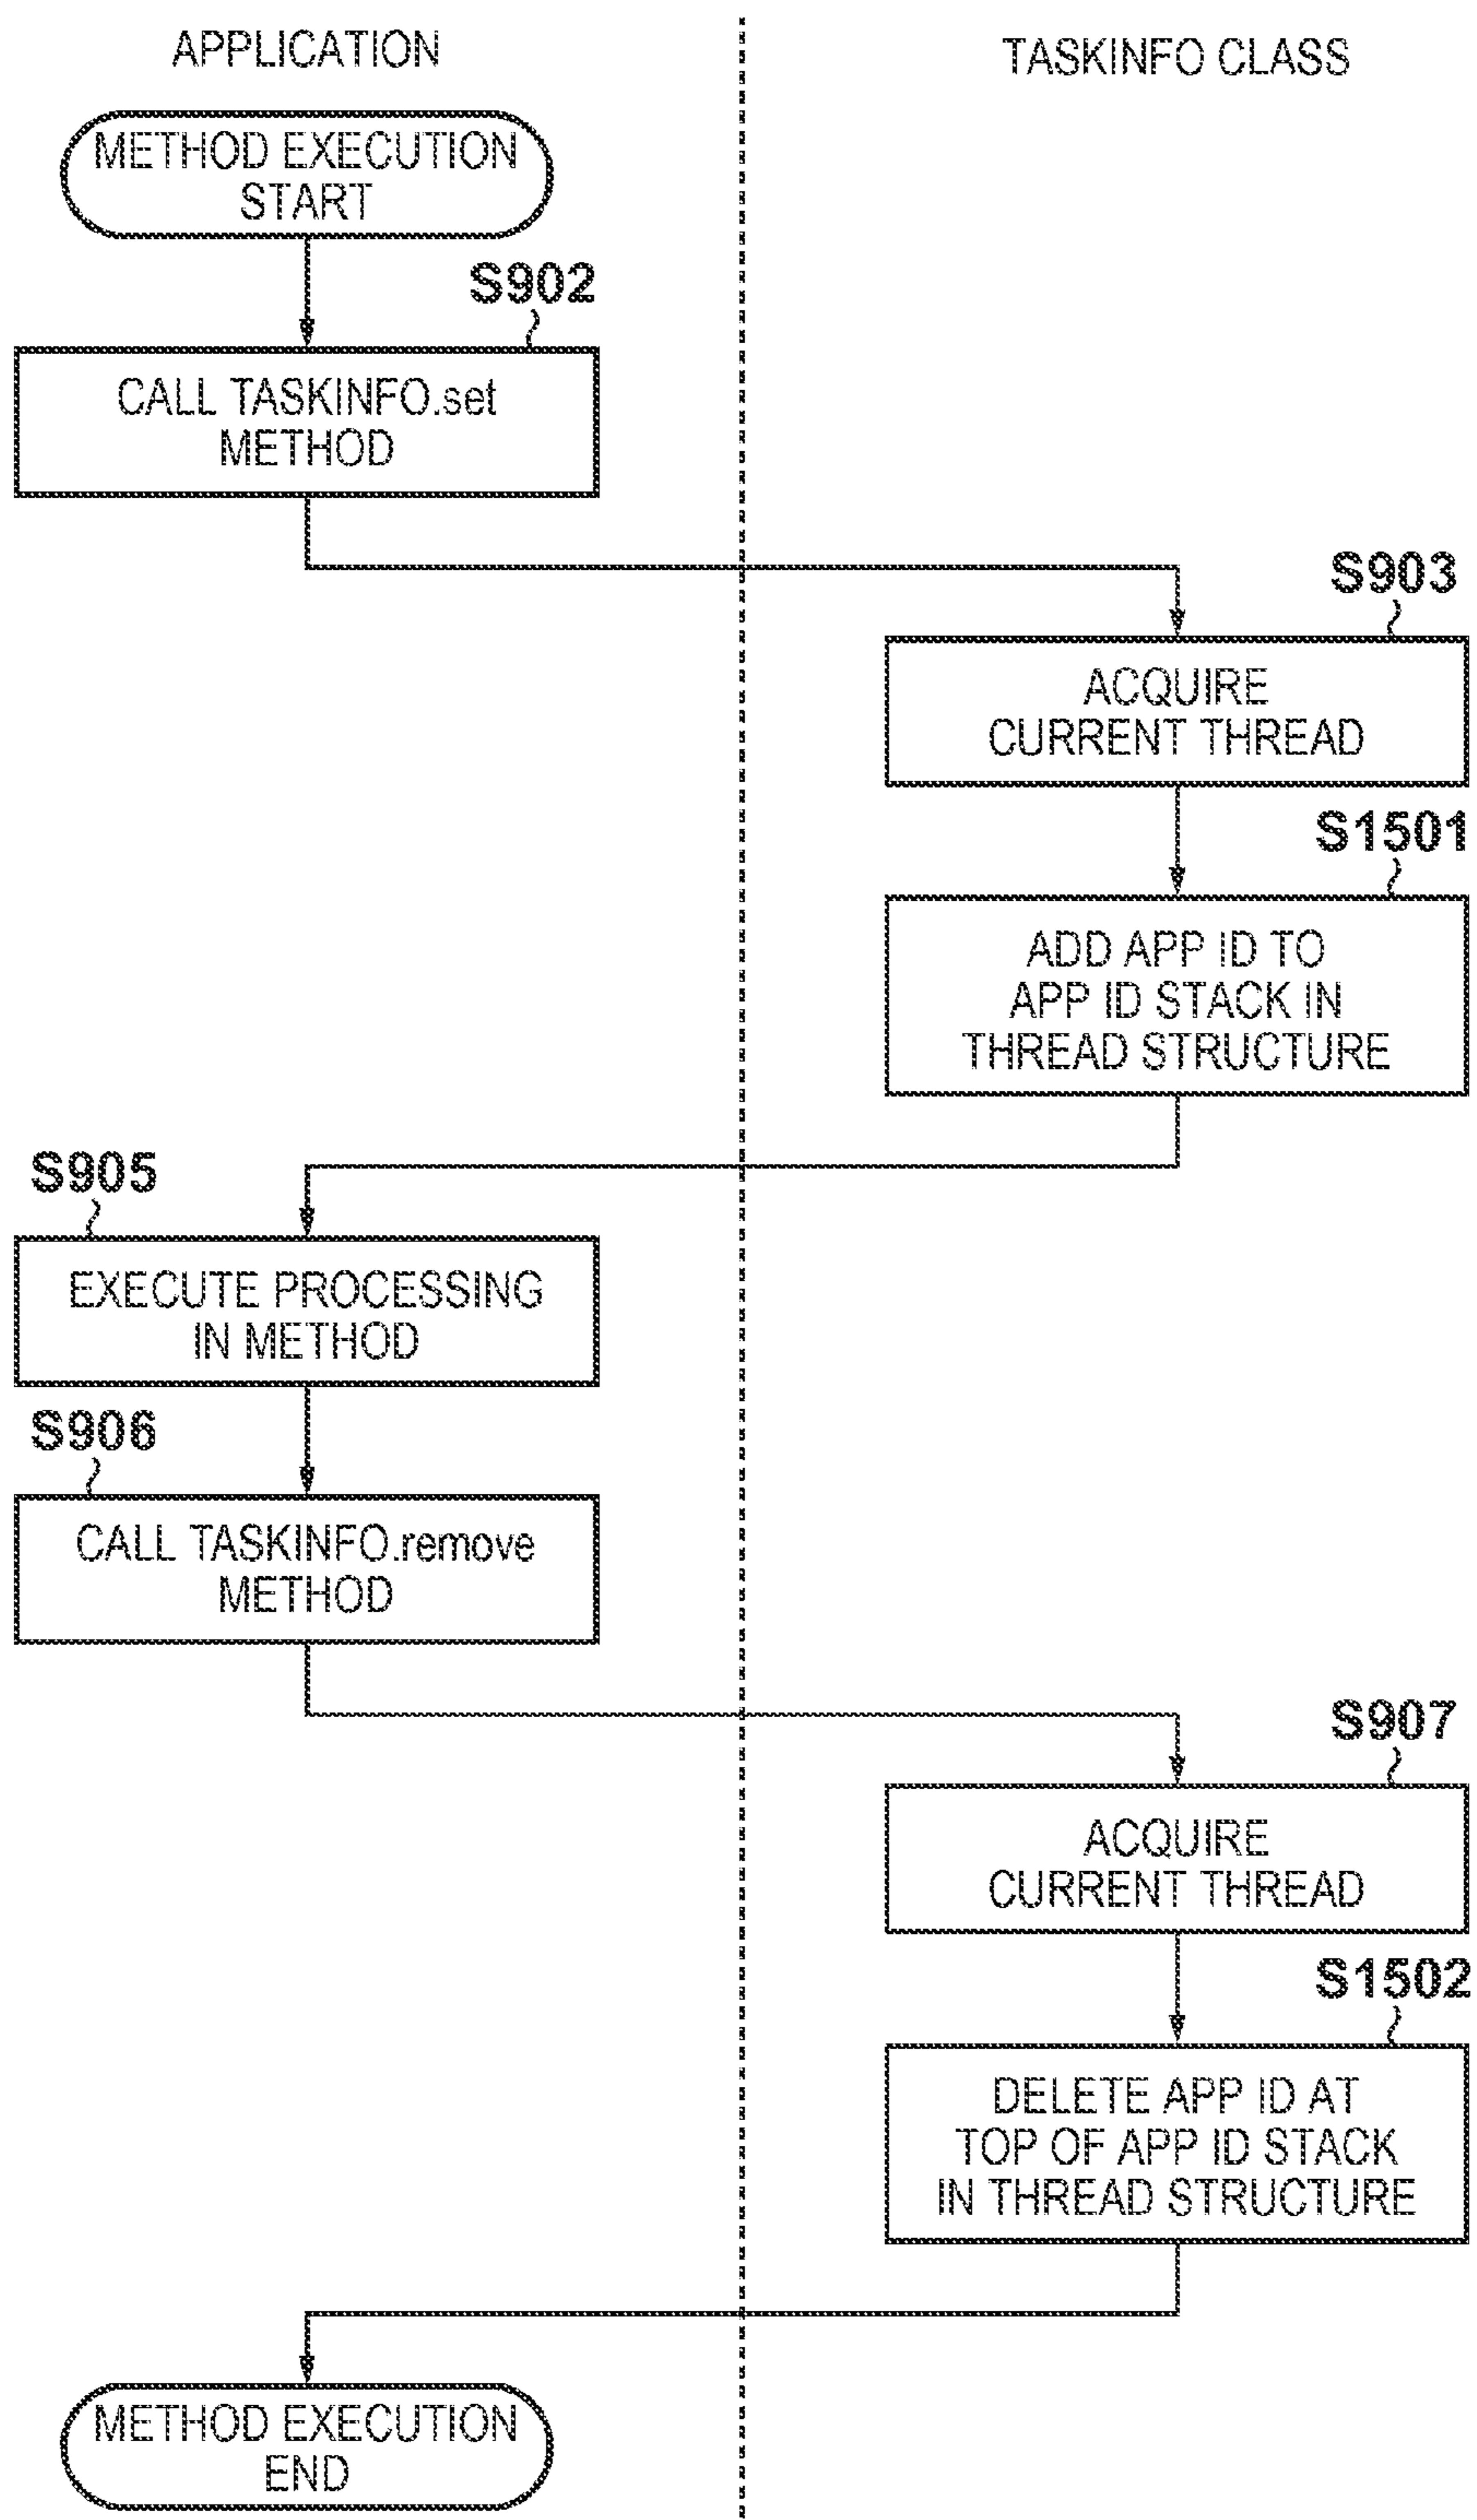 APPLICATION
TASKINFO CLASS
METHOD EXECUTION
START
S902
CALL TASKINFO.set
METHOD
S903
ACQUIRE
CURRENT THREAD
S1501
ADD APP ID TO
APP ID STACK IN
THREAD STRUCTURE
S905
EXECUTE PROCESSING
IN METHOD
S906
CALL TASKINFO.remove
METHOD
S907
ACQUIRE
CURRENT THREAD
S1502
DELETE APP ID AT
TOP OF APP ID STACK
IN THREAD STRUCTURE
METHOD EXECUTION
END